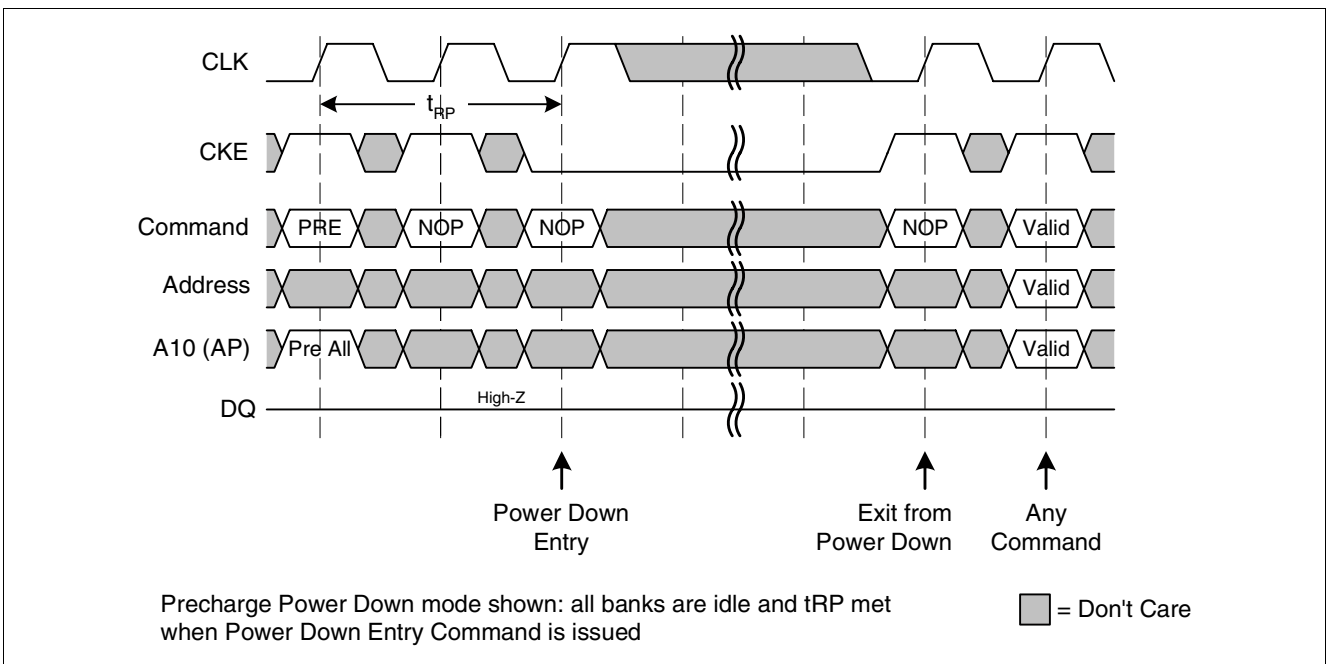 CLK
t_RP
CKE
Command PRE NOP NOP NOP Valid
Address Valid
A10 (AP) Pre All Valid
DQ High-Z
Power Down
Entry
Exit from
Power Down
Any
Command
Precharge Power Down mode shown: all banks are idle and tRP met
when Power Down Entry Command is issued
= Don't Care